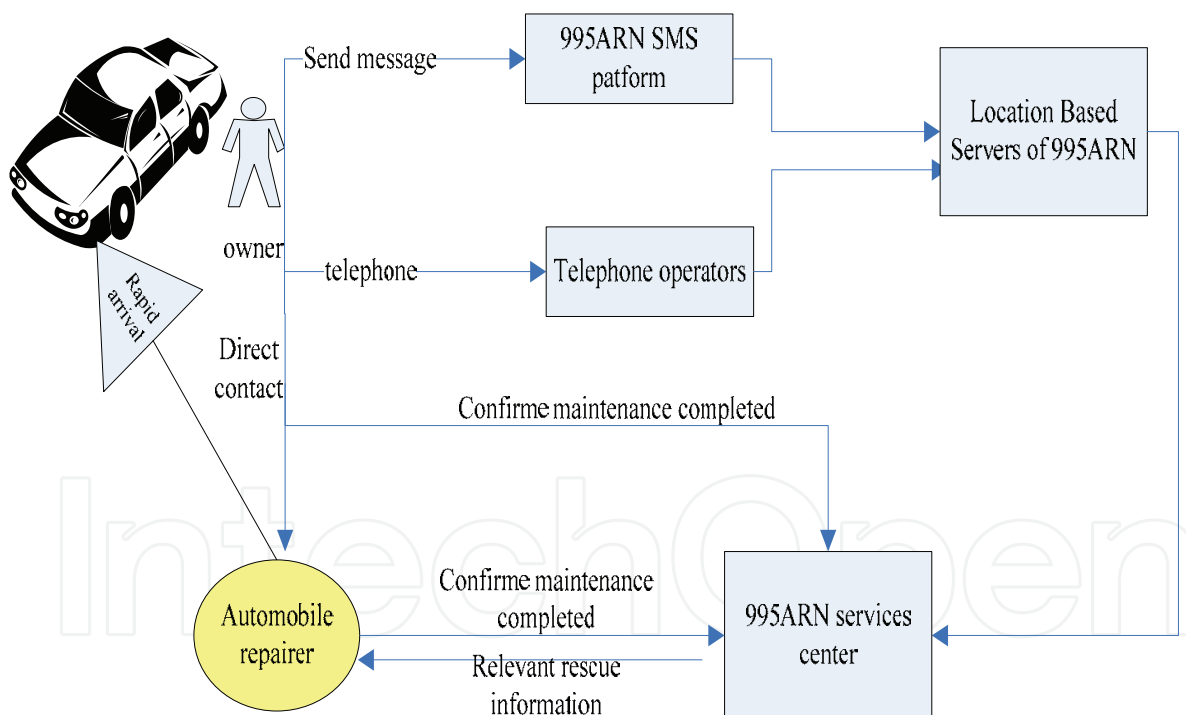 Send message
995ARN SMS
patform
Location Based
Servers of 995ARN
owner
telephone
Telephone operators
Rapid
arrival
Direct
contact
Confirme maintenance completed
Automobile
repairer
Confirme maintenance
completed
995ARN services
center
Relevant rescue
information
IntechOpen